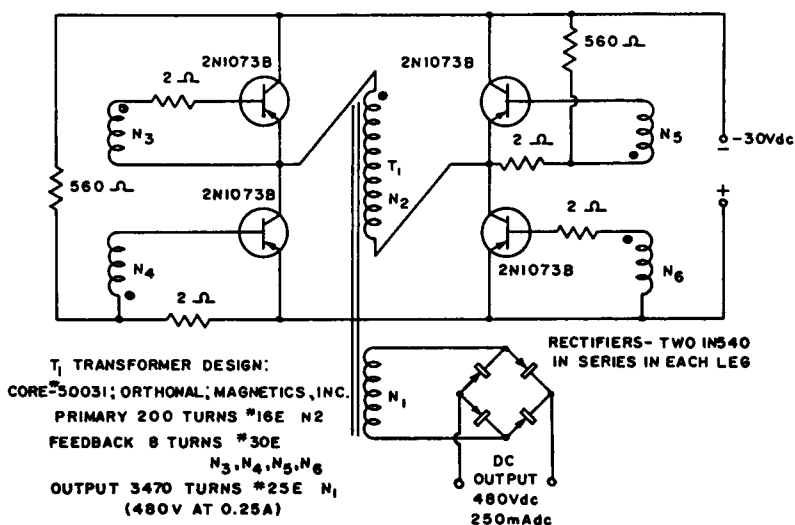 2N1073B
2N1073B
560 Ω
2 Ω
N3
T1
N2
2 Ω
N5
-30Vdc
−
+
560 Ω
2N1073B
2 Ω
N4
2N1073B
N6
2 Ω
T1 TRANSFORMER DESIGN:
CORE-#50031; ORTHONAL; MAGNETICS, INC.
PRIMARY 200 TURNS #16E N2
FEEDBACK 8 TURNS #30E
N3, N4, N5, N6
OUTPUT 3470 TURNS #25E N1
(480V AT 0.25A)
N1
RECTIFIERS- TWO IN540
IN SERIES IN EACH LEG
DC
OUTPUT
480Vdc
250mAdc